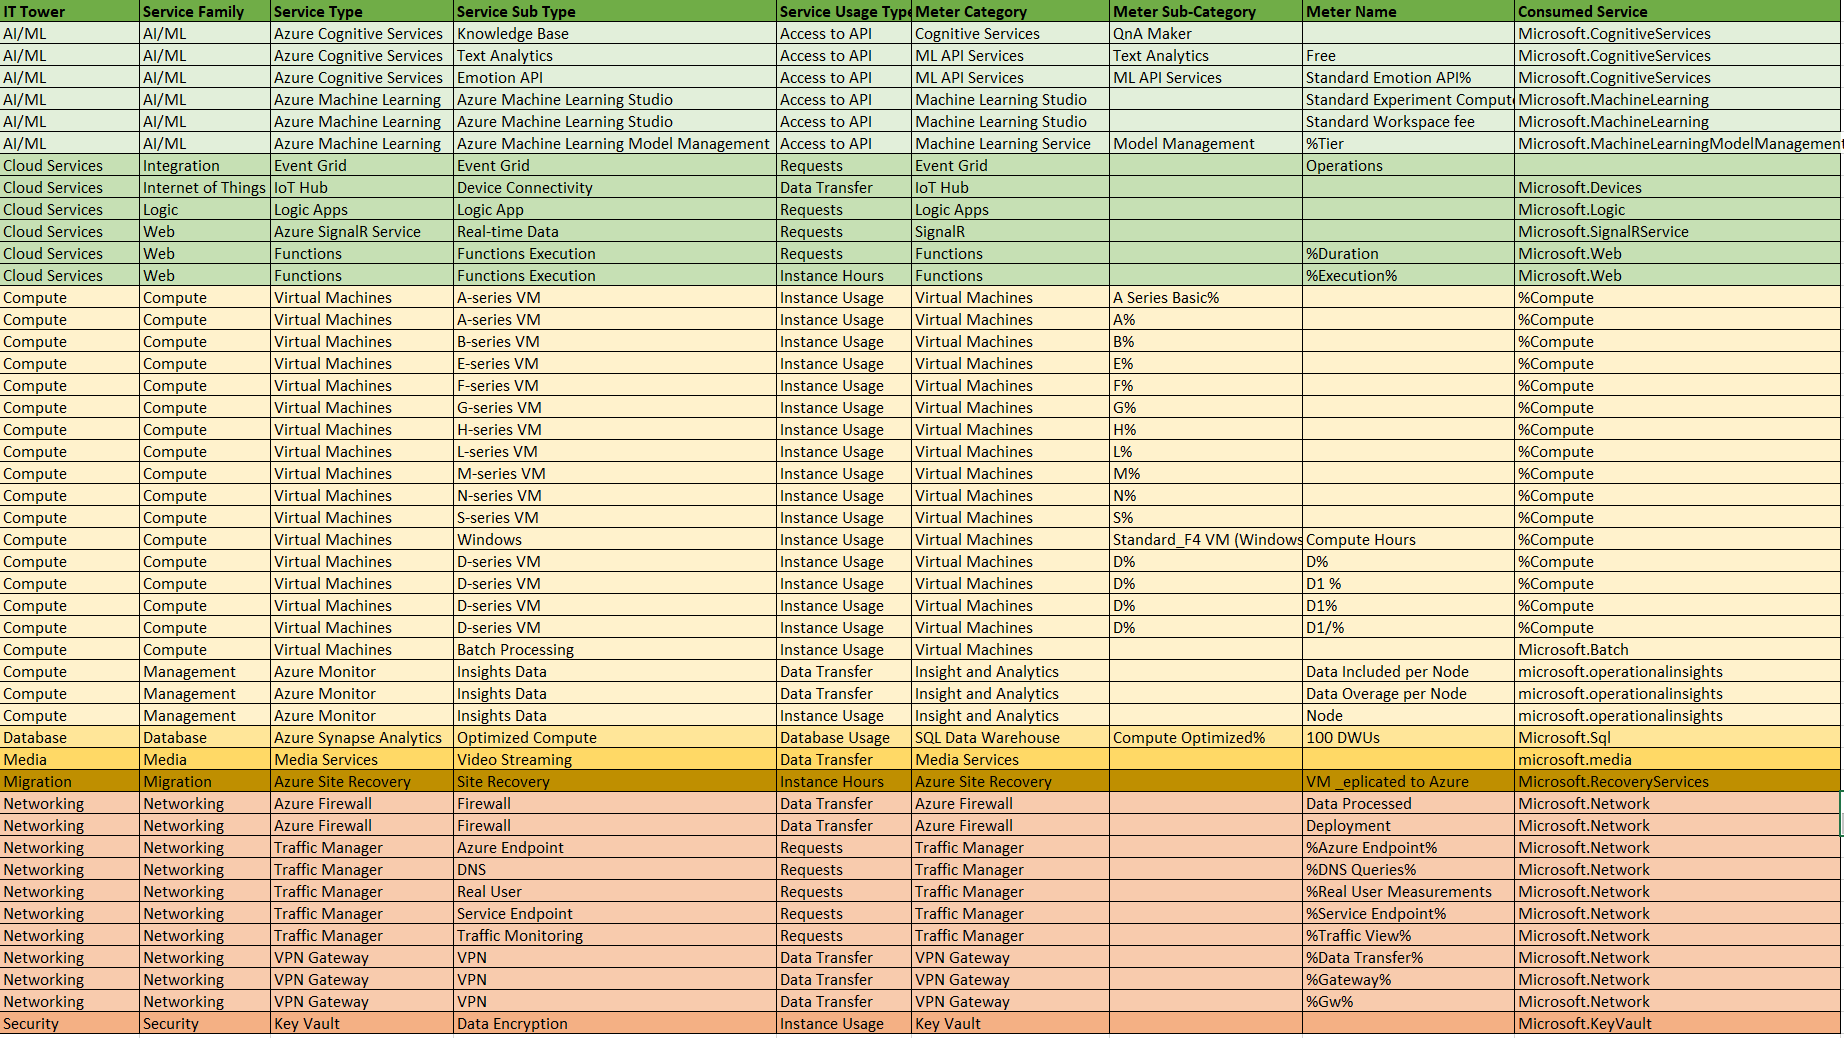 IT Tower Service Family Service Type Service Sub Type Service Usage Type Meter Category Meter Sub-Category Meter Name Consumed Service
AI/ML AI/ML Azure Cognitive Services Knowledge Base Access to API Cognitive Services QnA Maker Microsoft.CognitiveServices
AI/ML AI/ML Azure Cognitive Services Text Analytics Access to API ML API Services Text Analytics Free Microsoft.CognitiveServices
AI/ML AI/ML Azure Cognitive Services Emotion API Access to API ML API Services ML API Services Standard Emotion API% Microsoft.CognitiveServices
AI/ML AI/ML Azure Machine Learning Azure Machine Learning Studio Access to API Machine Learning Studio Standard Experiment Comput Microsoft.MachineLearning
AI/ML AI/ML Azure Machine Learning Azure Machine Learning Studio Access to API Machine Learning Studio Standard Workspace fee Microsoft.MachineLearning
AI/ML AI/ML Azure Machine Learning Azure Machine Learning Model Management Access to API Machine Learning Service Model Management %Tier Microsoft.MachineLearningModelManagement
Cloud Services Integration Event Grid Event Grid Requests Event Grid Operations
Cloud Services Internet of Things IoT Hub Device Connectivity Data Transfer IoT Hub Microsoft.Devices
Cloud Services Logic Logic Apps Logic App Requests Logic Apps Microsoft.Logic
Cloud Services Web Azure SignalR Service Real-time Data Requests SignalR Microsoft.SignalRService
Cloud Services Web Functions Functions Execution Requests Functions %Duration Microsoft.Web
Cloud Services Web Functions Functions Execution Instance Hours Functions %Execution% Microsoft.Web
Compute Compute Virtual Machines A-series VM Instance Usage Virtual Machines A Series Basic% %Compute
Compute Compute Virtual Machines A-series VM Instance Usage Virtual Machines A% %Compute
Compute Compute Virtual Machines B-series VM Instance Usage Virtual Machines B% %Compute
Compute Compute Virtual Machines E-series VM Instance Usage Virtual Machines E% %Compute
Compute Compute Virtual Machines F-series VM Instance Usage Virtual Machines F% %Compute
Compute Compute Virtual Machines G-series VM Instance Usage Virtual Machines G% %Compute
Compute Compute Virtual Machines H-series VM Instance Usage Virtual Machines H% %Compute
Compute Compute Virtual Machines L-series VM Instance Usage Virtual Machines L% %Compute
Compute Compute Virtual Machines M-series VM Instance Usage Virtual Machines M% %Compute
Compute Compute Virtual Machines N-series VM Instance Usage Virtual Machines N% %Compute
Compute Compute Virtual Machines S-series VM Instance Usage Virtual Machines S% %Compute
Compute Compute Virtual Machines Windows Instance Usage Virtual Machines Standard_F4 VM (Windows Compute Hours %Compute
Compute Compute Virtual Machines D-series VM Instance Usage Virtual Machines D% D% %Compute
Compute Compute Virtual Machines D-series VM Instance Usage Virtual Machines D% D1 % %Compute
Compute Compute Virtual Machines D-series VM Instance Usage Virtual Machines D% D1% %Compute
Compute Compute Virtual Machines D-series VM Instance Usage Virtual Machines D% D1/% %Compute
Compute Compute Virtual Machines Batch Processing Instance Usage Virtual Machines Microsoft.Batch
Compute Management Azure Monitor Insights Data Data Transfer Insight and Analytics Data Included per Node microsoft.operationalinsights
Compute Management Azure Monitor Insights Data Data Transfer Insight and Analytics Data Overage per Node microsoft.operationalinsights
Compute Management Azure Monitor Insights Data Instance Usage Insight and Analytics Node microsoft.operationalinsights
Database Database Azure Synapse Analytics Optimized Compute Database Usage SQL Data Warehouse Compute Optimized% 100 DWUs Microsoft.Sql
Media Media Media Services Video Streaming Data Transfer Media Services microsoft.media
Migration Migration Azure Site Recovery Site Recovery Instance Hours Azure Site Recovery VM _eplicated to Azure Microsoft.RecoveryServices
Networking Networking Azure Firewall Firewall Data Transfer Azure Firewall Data Processed Microsoft.Network
Networking Networking Azure Firewall Firewall Data Transfer Azure Firewall Deployment Microsoft.Network
Networking Networking Traffic Manager Azure Endpoint Requests Traffic Manager %Azure Endpoint% Microsoft.Network
Networking Networking Traffic Manager DNS Requests Traffic Manager %DNS Queries% Microsoft.Network
Networking Networking Traffic Manager Real User Requests Traffic Manager %Real User Measurements Microsoft.Network
Networking Networking Traffic Manager Service Endpoint Requests Traffic Manager %Service Endpoint% Microsoft.Network
Networking Networking Traffic Manager Traffic Monitoring Requests Traffic Manager %Traffic View% Microsoft.Network
Networking Networking VPN Gateway VPN Data Transfer VPN Gateway %Data Transfer% Microsoft.Network
Networking Networking VPN Gateway VPN Data Transfer VPN Gateway %Gateway% Microsoft.Network
Networking Networking VPN Gateway VPN Data Transfer VPN Gateway %Gw% Microsoft.Network
Security Security Key Vault Data Encryption Instance Usage Key Vault Microsoft.KeyVault